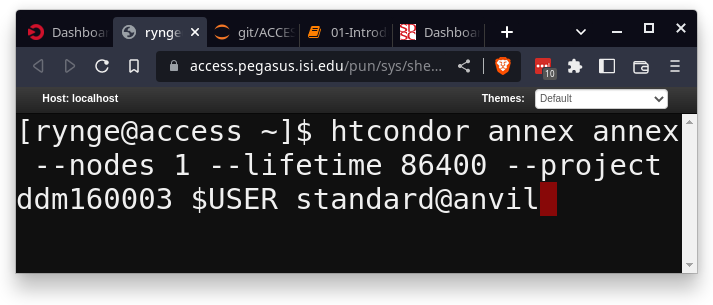 Dashboar
rynge
git/ACCES
01-Introd
Dashboar
access.pegasus.isi.edu/pun/sys/she...
10
Host: localhost
Themes:
Default
[rynge@access ~]$ htcondor annex annex
--nodes 1 --lifetime 86400 --project
ddm160003 $USER standard@anvil